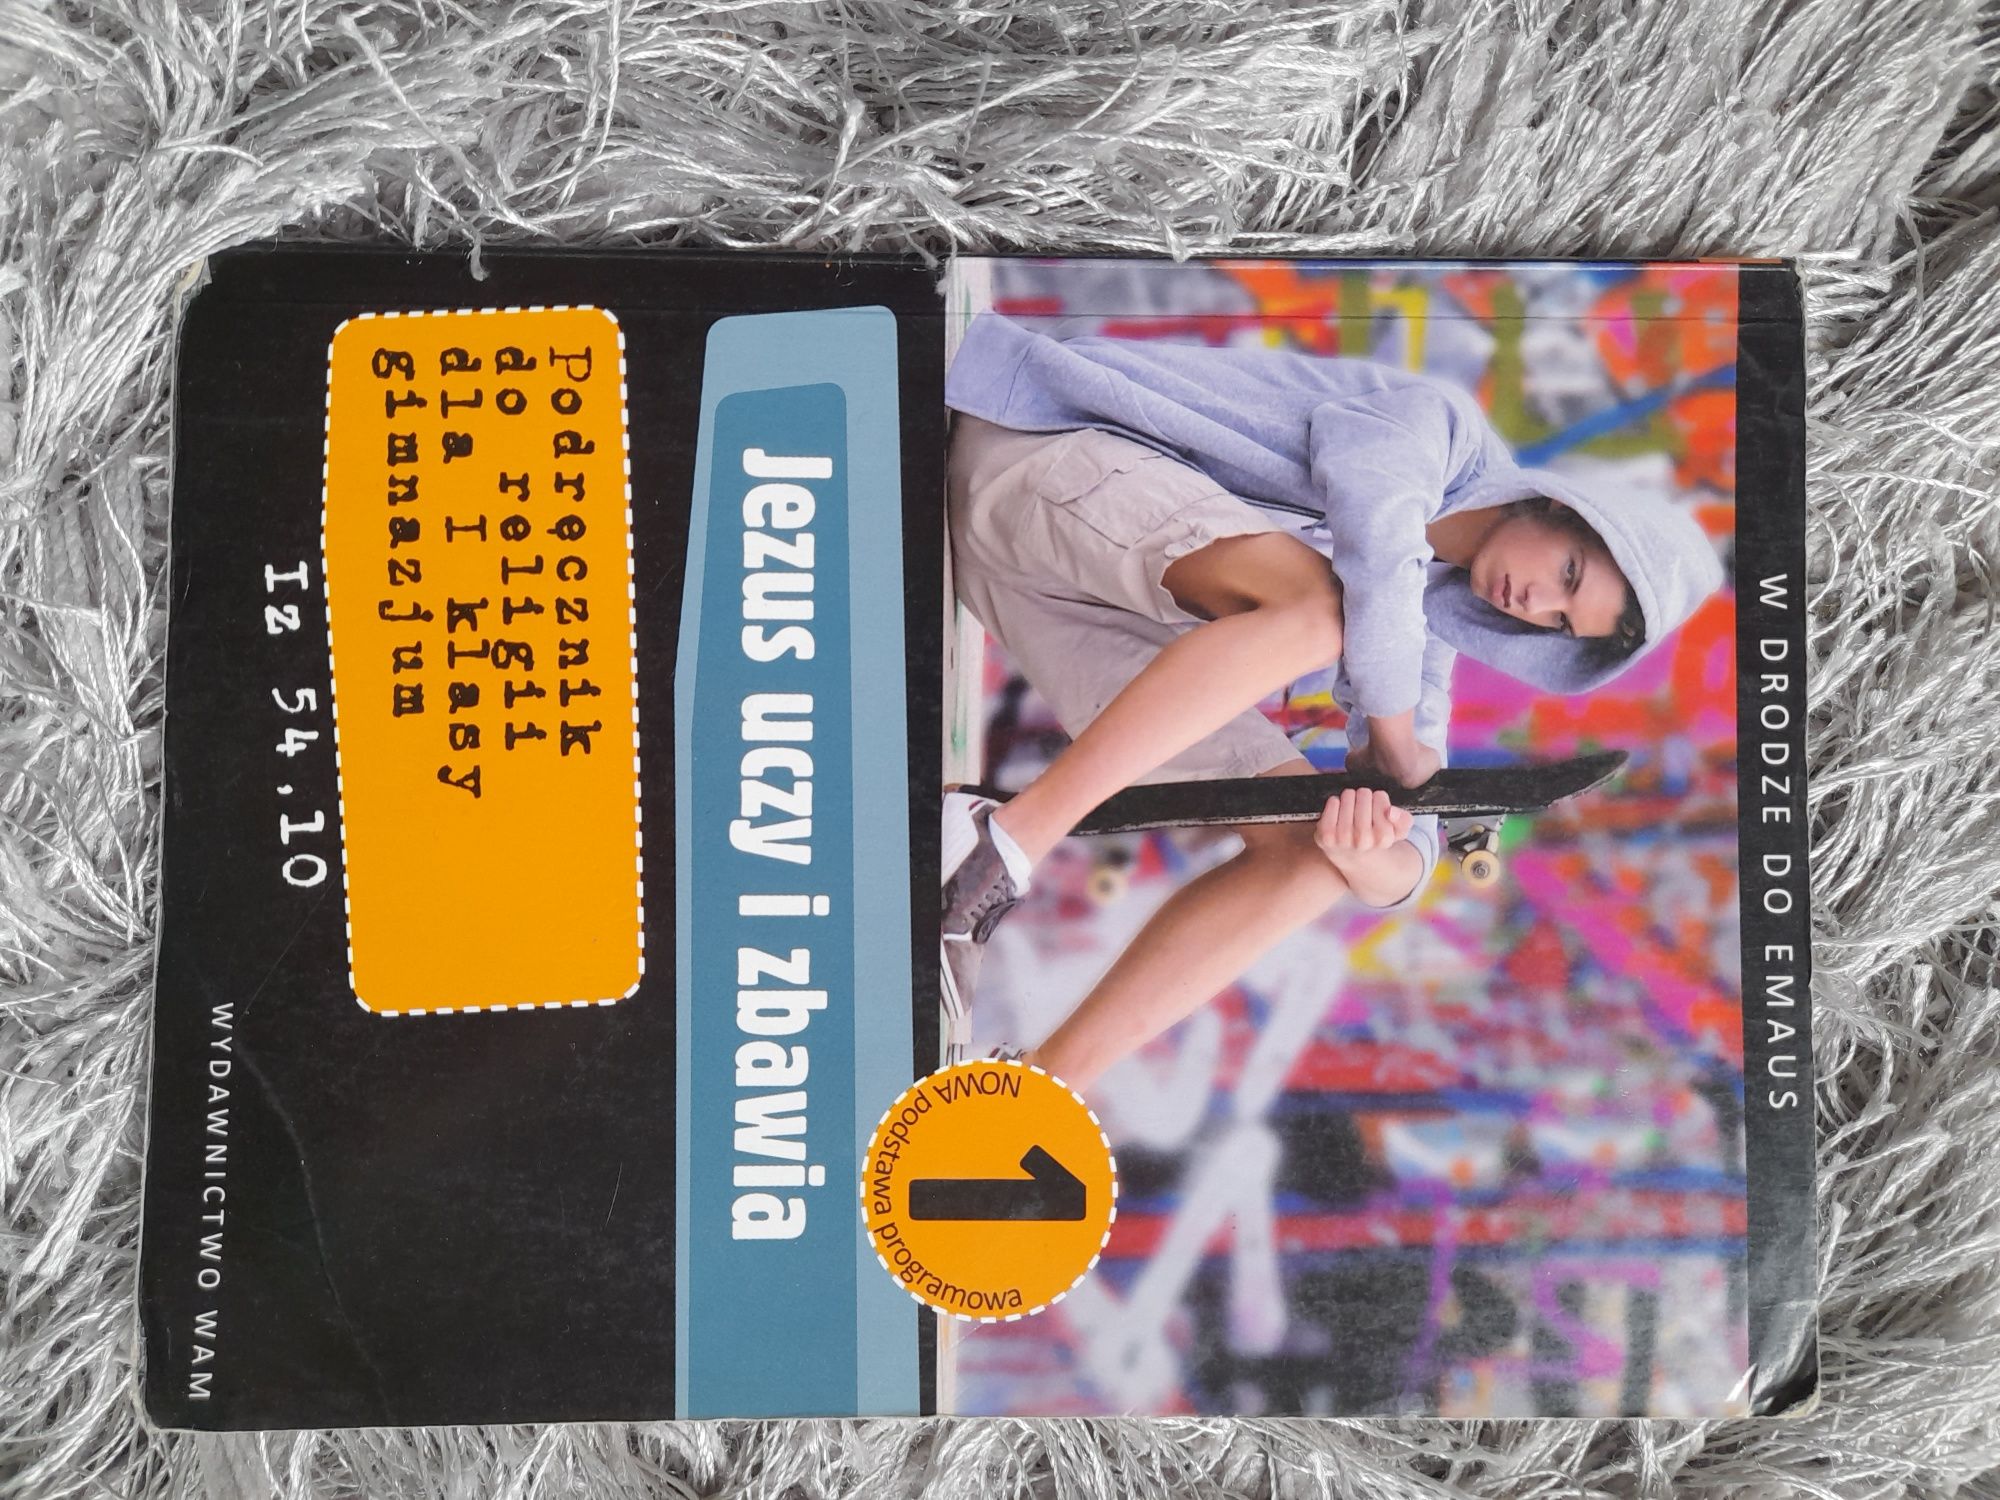 W DRODZE DO EMAUS
NOWA podstawa programowa
1
Jezus uczy i zbawia
Podręcznik
do religii
dla I klasy
gimnazjum
Iz 54,10
WYDAWNICTWO WAM